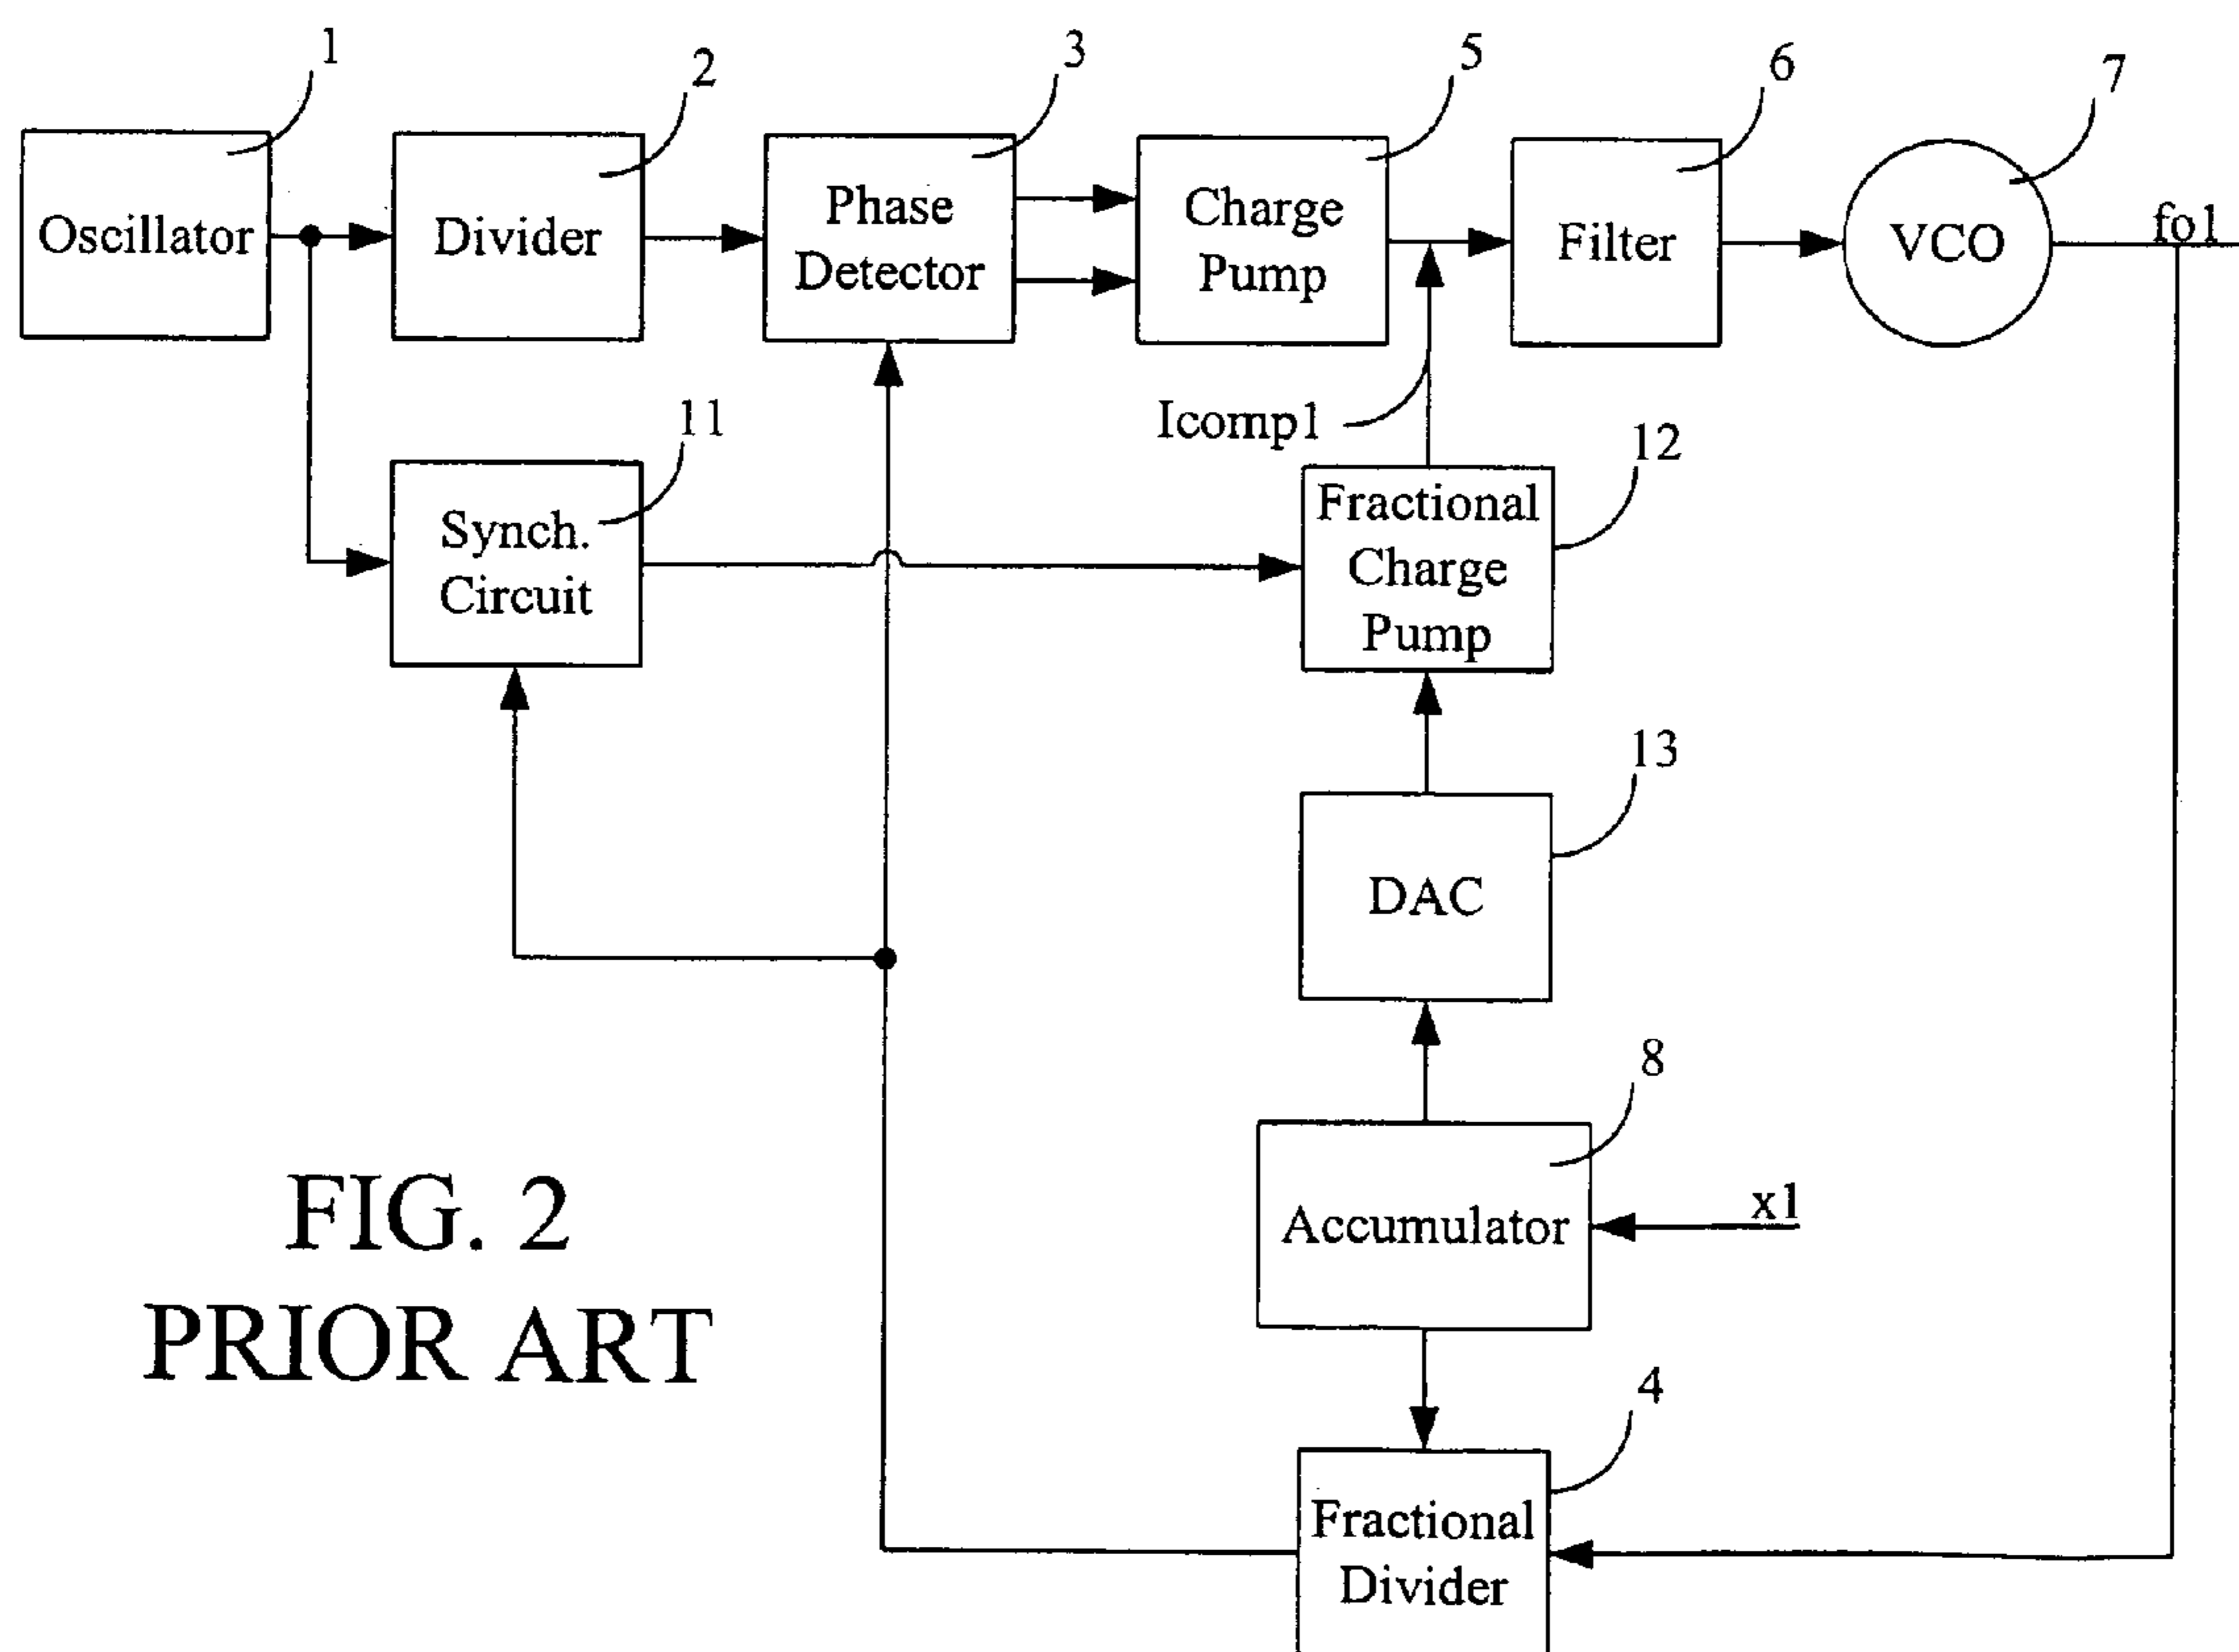 1
2
3
5
6
7
Oscillator
Divider
Phase
Detector
Charge
Pump
Filter
VCO
fo1
Icomp1
11
12
Synch.
Circuit
Fractional
Charge
Pump
13
DAC
8
Accumulator
x1
FIG. 2
PRIOR ART
4
Fractional
Divider